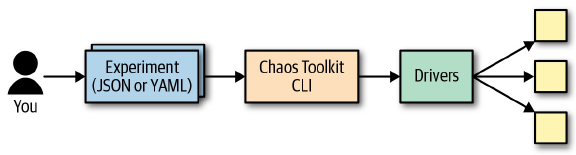 You
Experiment
(JSON or YAML)
Chaos Toolkit
CLI
Drivers